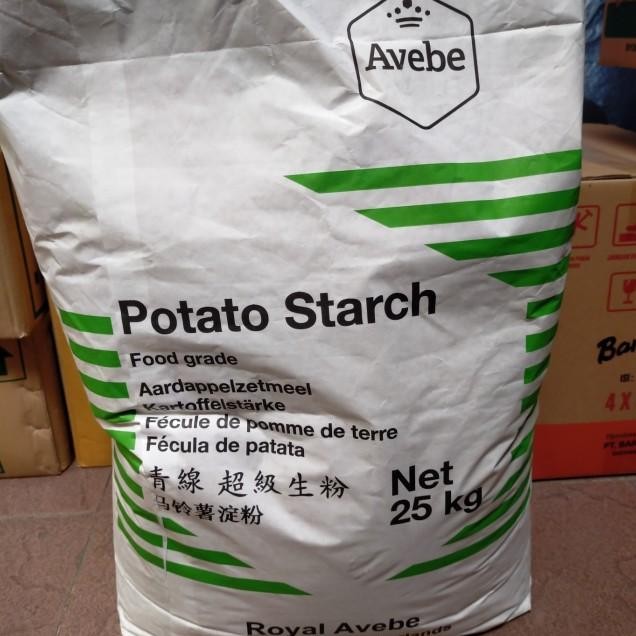 Avebe
Potato Starch
Food grade
Aardappelzetmeel
Kartoffelstärke
Fécule de pomme de terre
Fécula de patata
青線 超級生粉
马铃薯淀粉
Net
25 kg
Royal Avebe
4 X